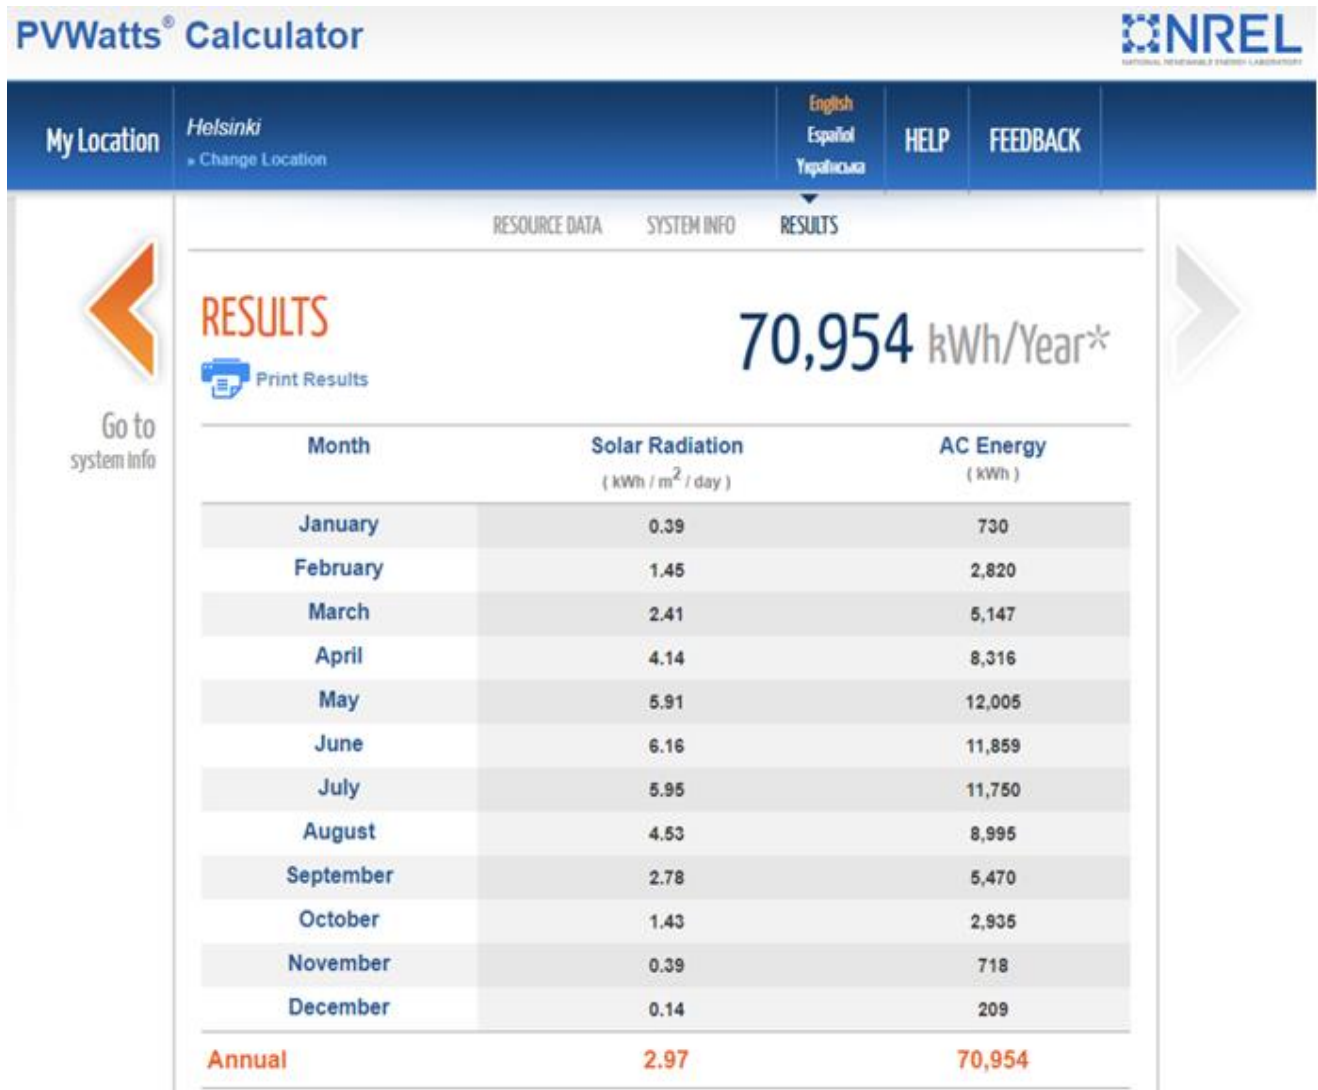 PVWatts® Calculator
NREL
NATIONAL RENEWABLE ENERGY LABORATORY
My Location
Helsinki
» Change Location
English
Español
Українська
HELP
FEEDBACK
RESOURCE DATA SYSTEM INFO RESULTS
RESULTS
70,954 kWh/Year*
Print Results
Go to
system info
Month Solar Radiation AC Energy
( kWh / m2 / day ) ( kWh )
January 0.39 730
February 1.45 2,820
March 2.41 5,147
April 4.14 8,316
May 5.91 12,005
June 6.16 11,859
July 5.95 11,750
August 4.53 8,995
September 2.78 5,470
October 1.43 2,935
November 0.39 718
December 0.14 209
Annual 2.97 70,954